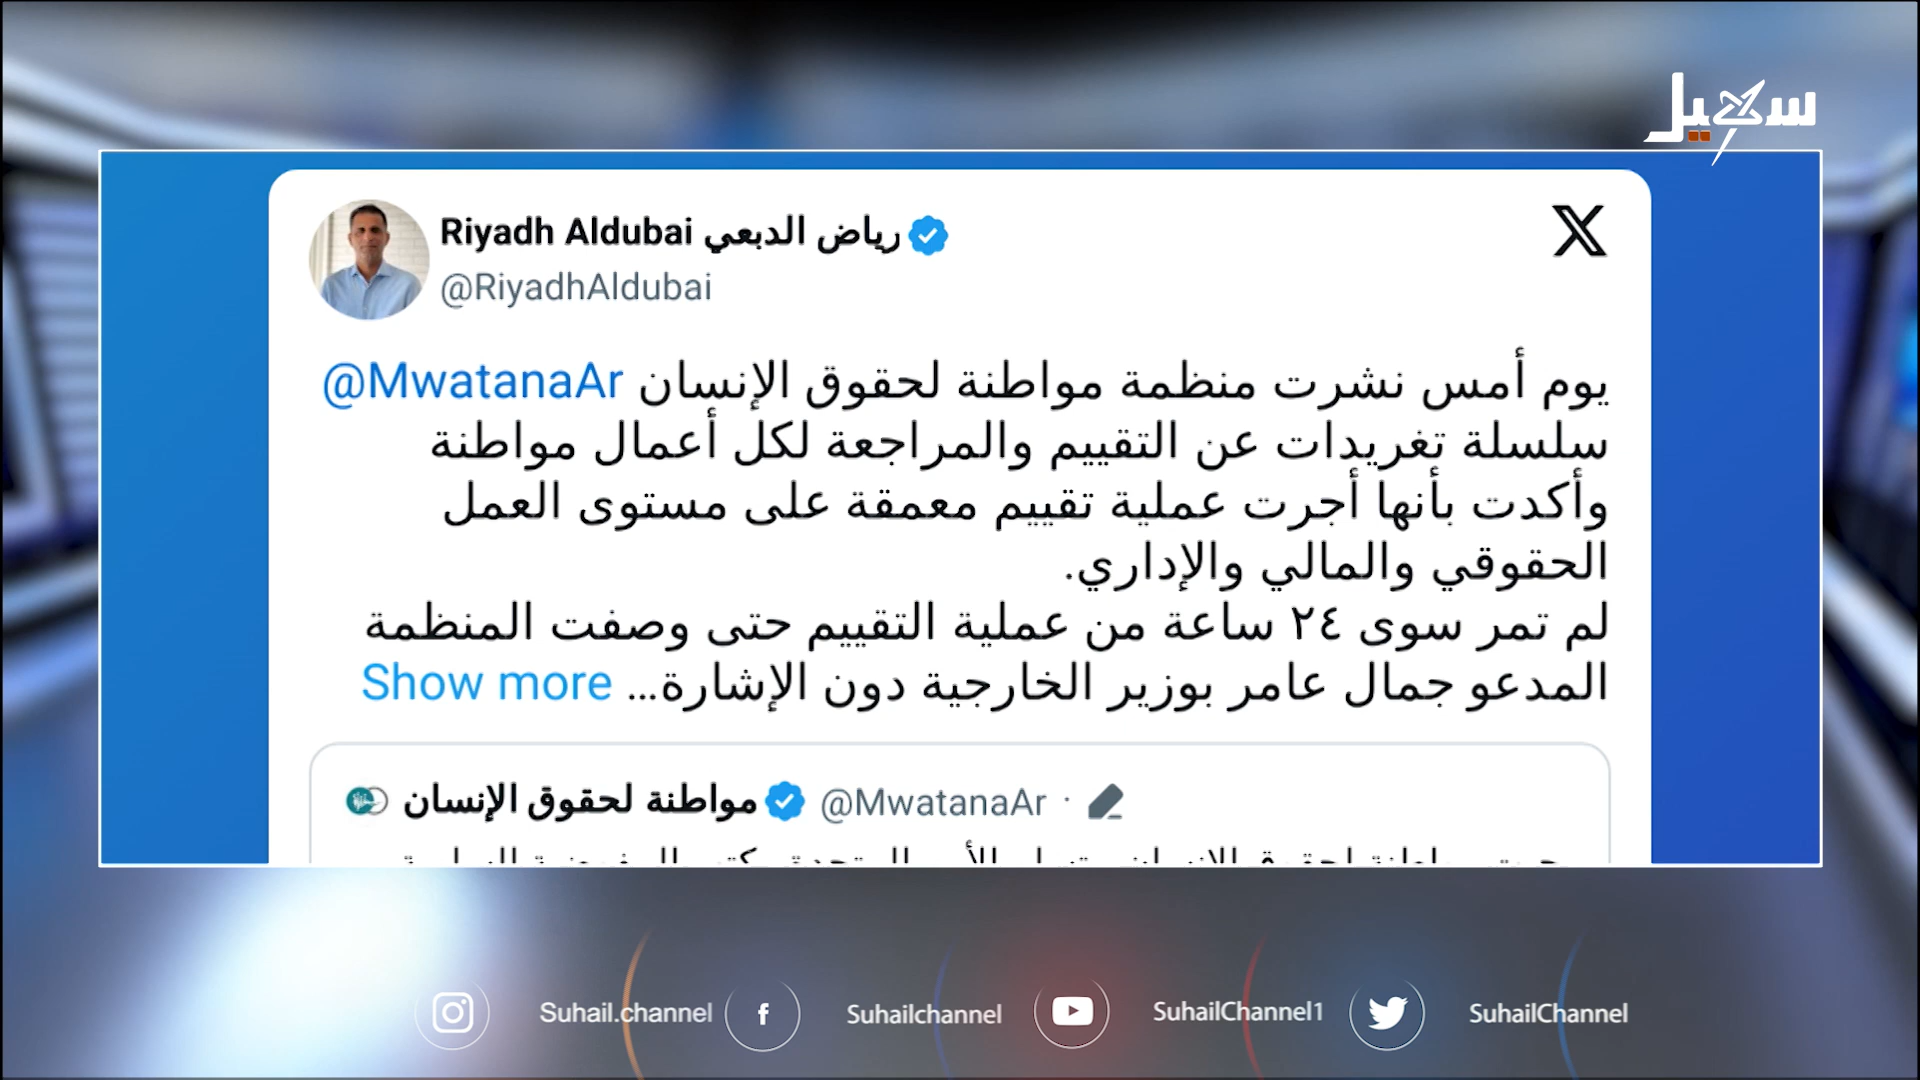 سهيل
Riyadh Aldubai رياض الدبعي
@RiyadhAldubai
يوم أمس نشرت منظمة مواطنة لحقوق الإنسان @MwatanaAr
سلسلة تغريدات عن التقييم والمراجعة لكل أعمال مواطنة
وأكدت بأنها أجرت عملية تقييم معمقة على مستوى العمل
الحقوقي والمالي والإداري.
لم تمر سوى ٢٤ ساعة من عملية التقييم حتى وصفت المنظمة
المدعو جمال عامر بوزير الخارجية دون الإشارة... Show more
مواطنة لحقوق الإنسان @MwatanaAr ·
Suhail.channel
Suhailchannel
SuhailChannel1
SuhailChannel